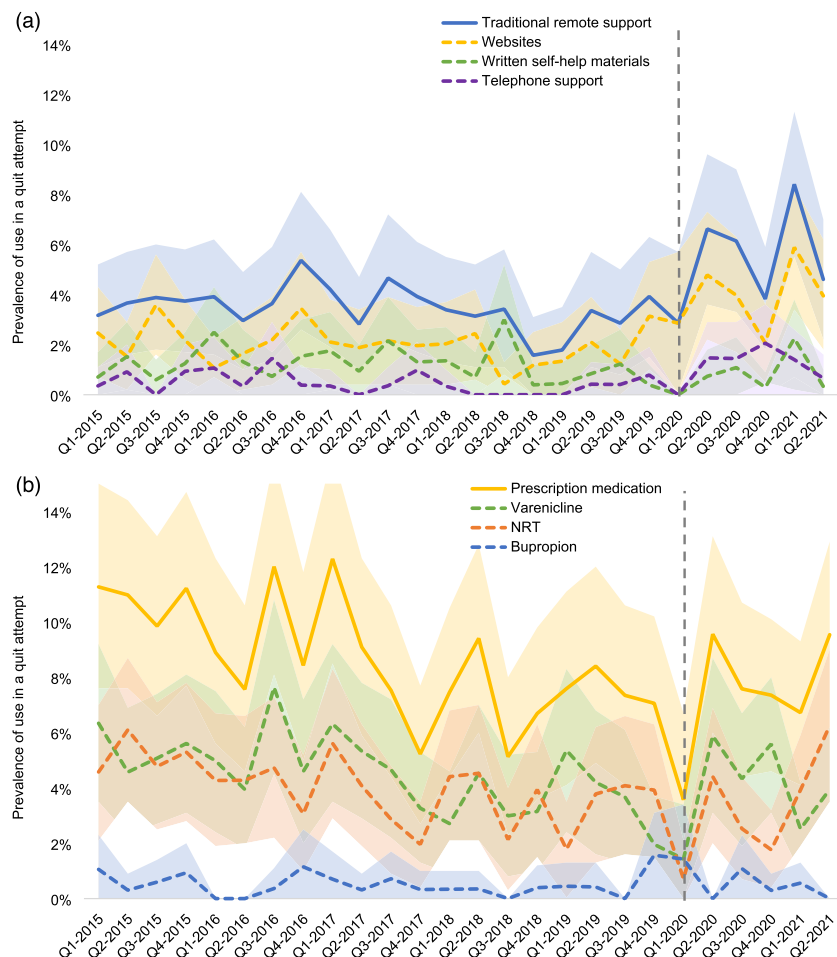 (a)
Traditional remote support
Websites
Written self-help materials
Telephone support
14%
12%
10%
8%
6%
4%
2%
0%
Prevalence of use in a quit attempt
Q1-2015
Q2-2015
Q3-2015
Q4-2015
Q1-2016
Q2-2016
Q3-2016
Q4-2016
Q1-2017
Q2-2017
Q3-2017
Q4-2017
Q1-2018
Q2-2018
Q3-2018
Q4-2018
Q1-2019
Q2-2019
Q3-2019
Q4-2019
Q1-2020
Q2-2020
Q3-2020
Q4-2020
Q1-2021
Q2-2021
(b)
Prescription medication
Varenicline
NRT
Bupropion
14%
12%
10%
8%
6%
4%
2%
0%
Prevalence of use in a quit attempt
Q1-2015
Q2-2015
Q3-2015
Q4-2015
Q1-2016
Q2-2016
Q3-2016
Q4-2016
Q1-2017
Q2-2017
Q3-2017
Q4-2017
Q1-2018
Q2-2018
Q3-2018
Q4-2018
Q1-2019
Q2-2019
Q3-2019
Q4-2019
Q1-2020
Q2-2020
Q3-2020
Q4-2020
Q1-2021
Q2-2021